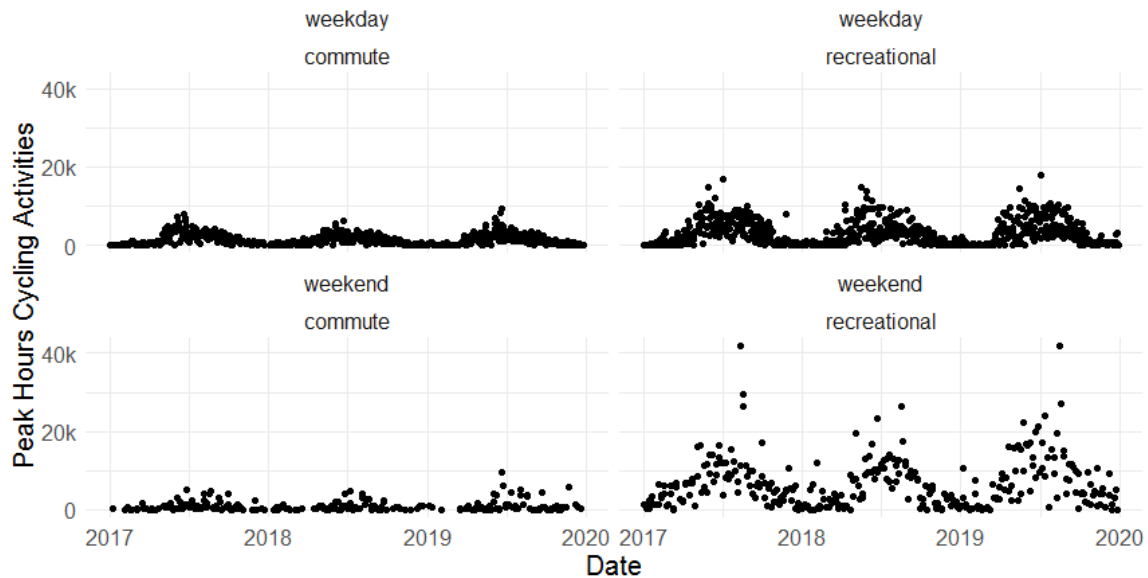 weekday
commute
weekday
recreational
40k
20k
0
weekend
commute
weekend
recreational
40k
20k
0
2017
2018
2019
2020
2017
2018
2019
2020
Peak Hours Cycling Activities
Date